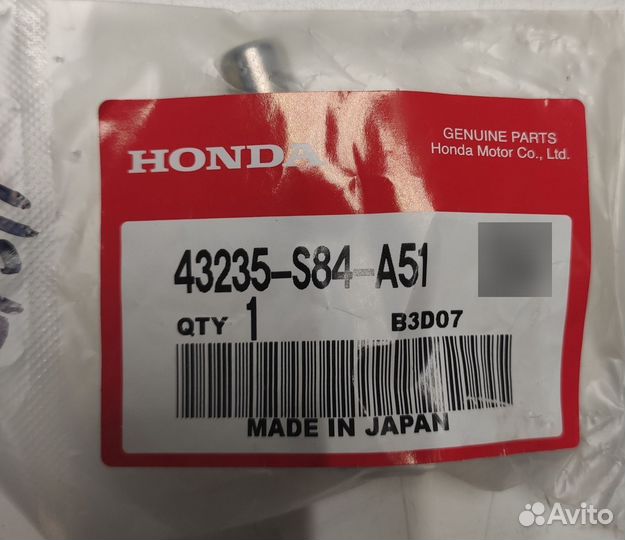 HONDA
GENUINE PARTS
Honda Motor Co., Ltd.
43235-S84-A51
QTY 1 B3D07
MADE IN JAPAN
Avito